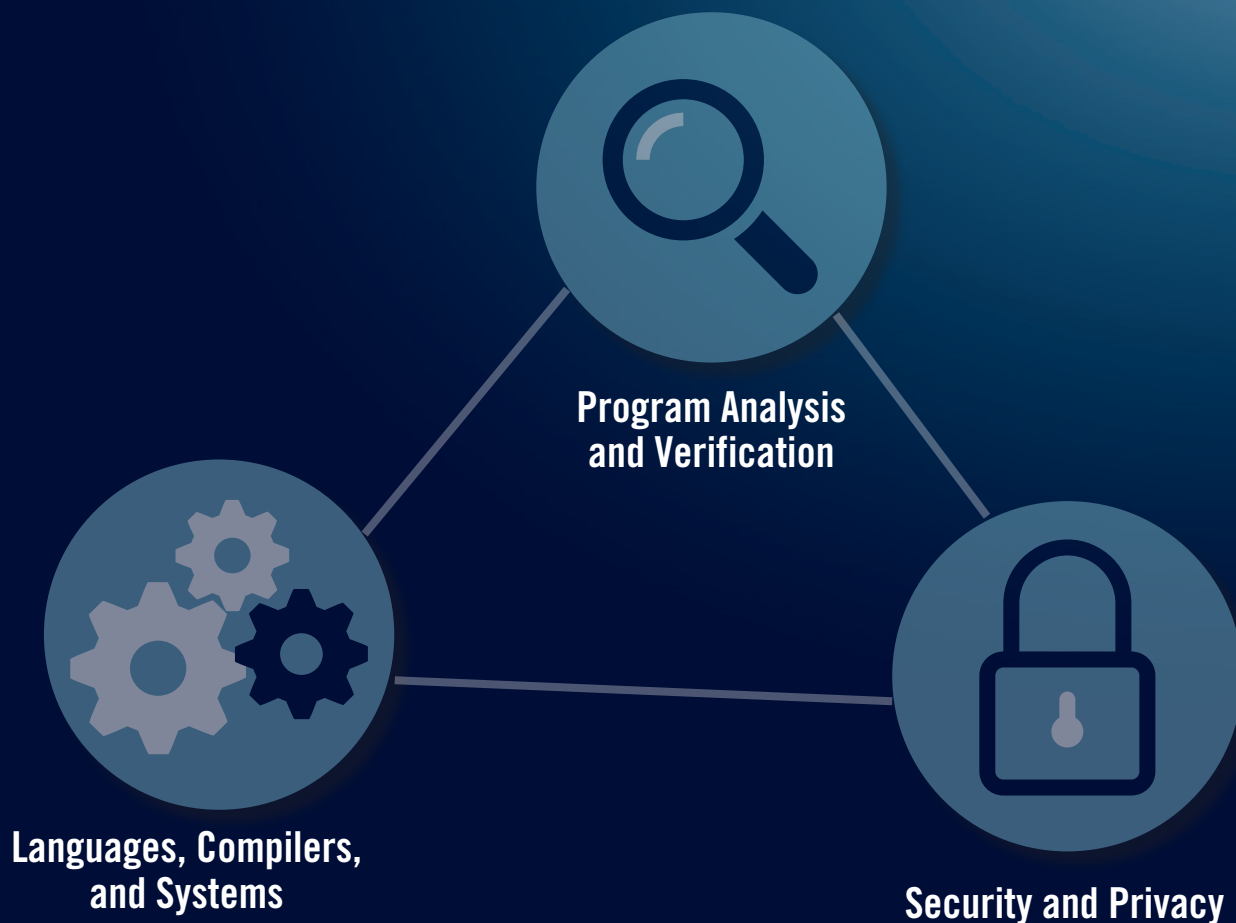 Program Analysis
and Verification
Languages, Compilers,
and Systems
Security and Privacy